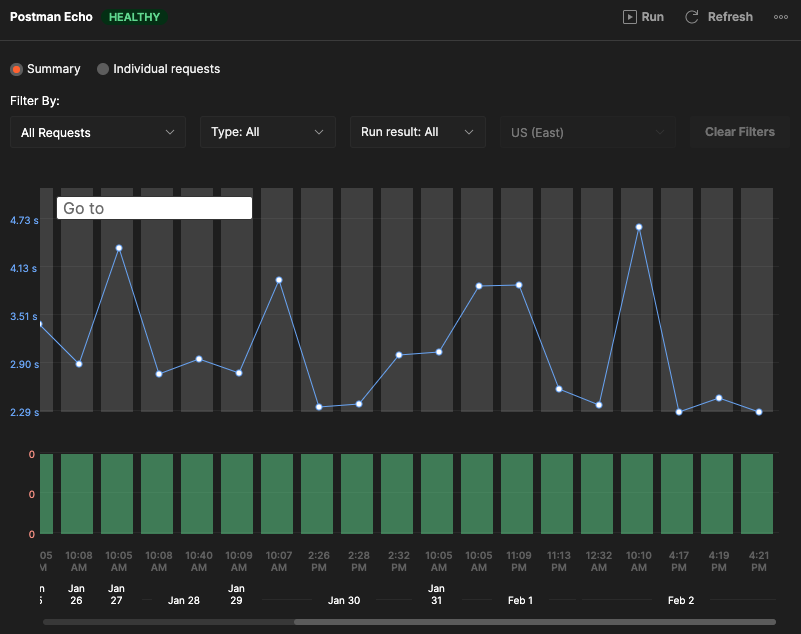 Postman Echo HEALTHY Run Refresh
Summary Individual requests
Filter By:
All Requests Type: All Run result: All US (East) Clear Filters
Go to
4.73 s
4.13 s
3.51 s
2.90 s
2.29 s
0
0
0
05 10:08 10:05 10:08 10:40 10:09 10:07 2:26 2:28 2:32 10:05 10:05 11:09 11:13 12:32 10:10 4:17 4:19 4:21
M AM AM AM AM AM AM PM PM PM AM AM PM PM AM AM PM PM PM
n Jan Jan Jan 28 Jan Jan 30 Jan Feb 1 Feb 2
26 27 29 31